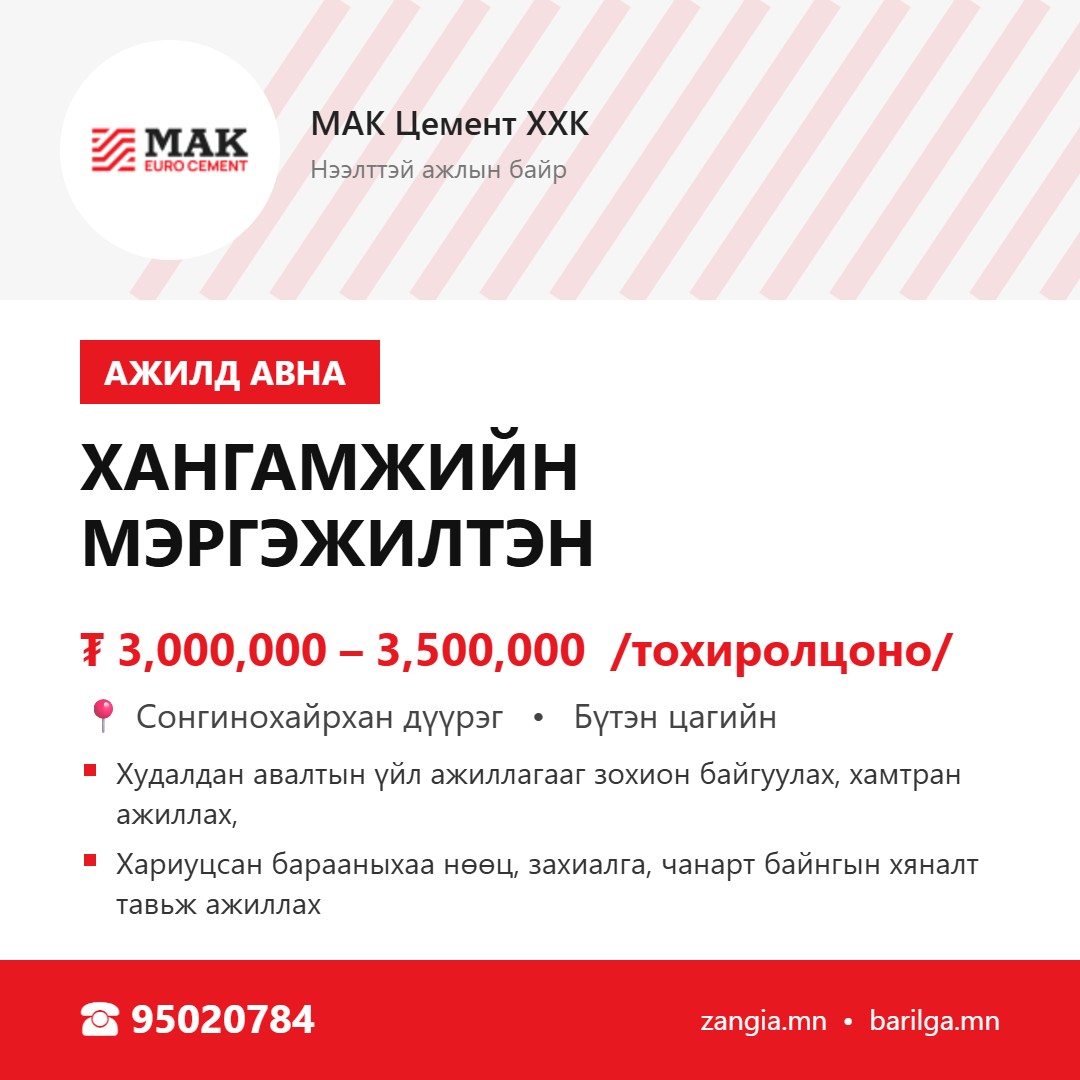 МАК
EURO CEMENT
МАК Цемент ХХК
Нээлттэй ажлын байр
АЖИЛД АВНА
ХАНГАМЖИЙН
МЭРГЭЖИЛТЭН
₮ 3,000,000 – 3,500,000 /тохиролцоно/
Сонгинохайрхан дүүрэг • Бүтэн цагийн
Худалдан авалтын үйл ажиллагааг зохион байгуулах, хамтран
ажиллах,
Хариуцсан барааныхаа нөөц, захиалга, чанарт байнгын хяналт
тавьж ажиллах
☎ 95020784
zangia.mn • barilga.mn